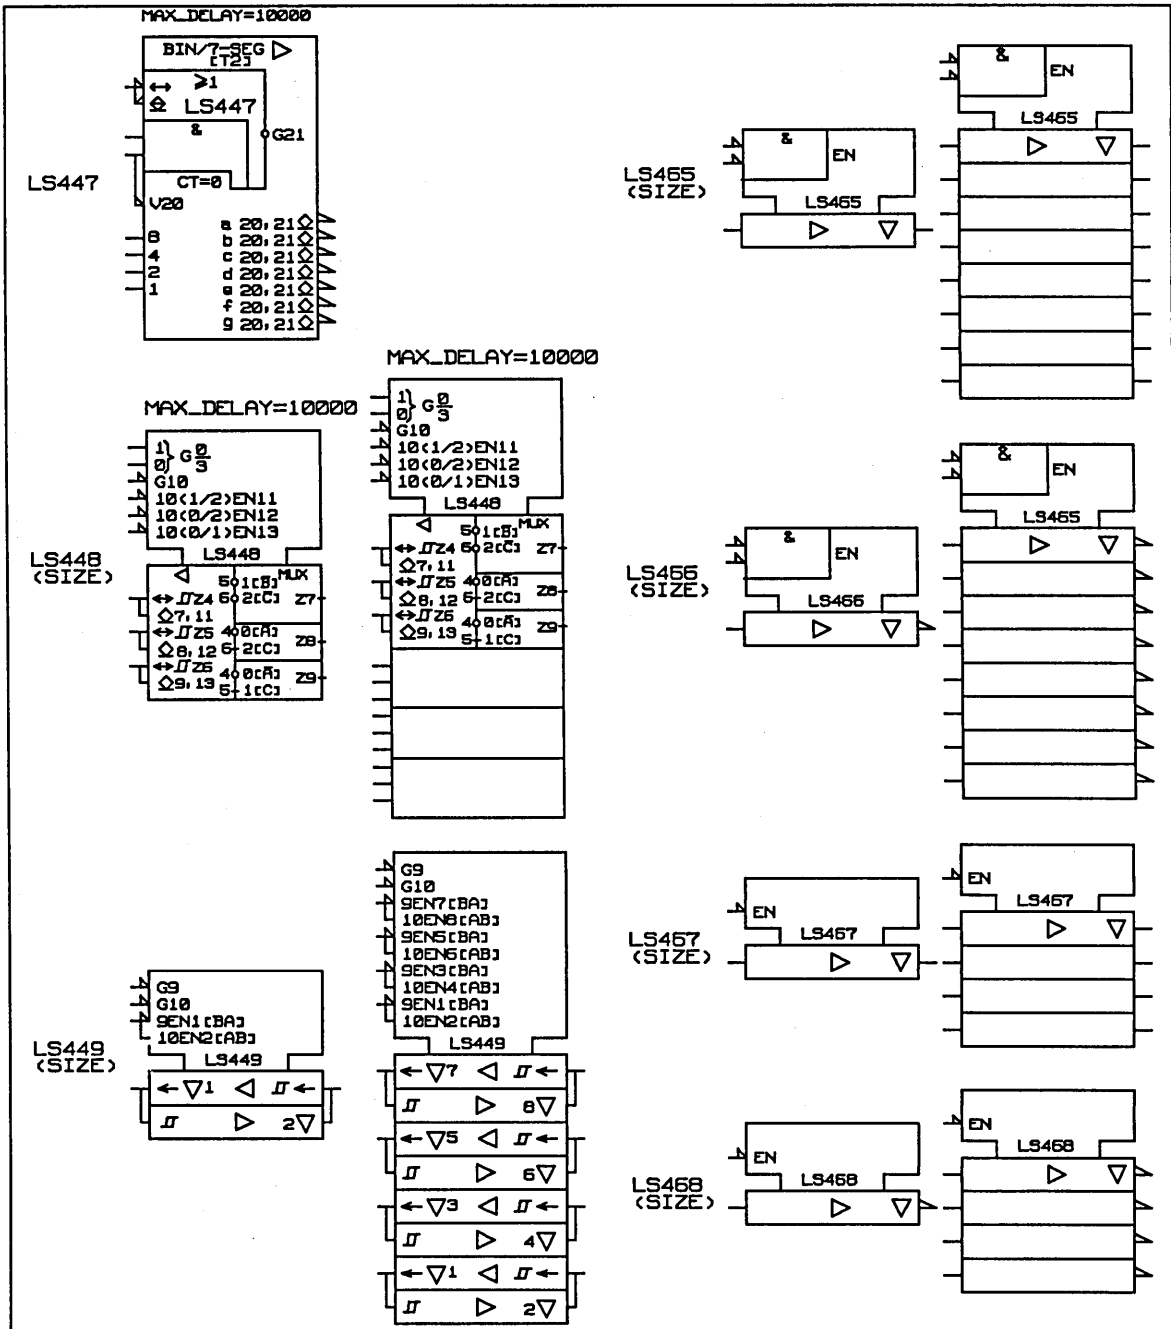 MAX_DELAY=10000
BIN/7-SEG ▷
[T2]
↔ ≥1
LS447
&
G21
LS447
CT=0
V20
8
4
2
1
a 20,21
b 20,21
c 20,21
d 20,21
e 20,21
f 20,21
g 20,21
MAX_DELAY=10000
1
0} G 0/3
G10
10(1/2)EN11
10(0/2)EN12
10(0/1)EN13
LS448
(SIZE)
LS448
MUX
5 1[B̅]
Z4 6 2[C̅] Z7
7,11
Z5 4 0[A̅] Z8
8,12 6 2[C]
Z6 4 0[A̅] Z9
9,13 5 1[C]
MAX_DELAY=10000
1
0} G 0/3
G10
10(1/2)EN11
10(0/2)EN12
10(0/1)EN13
LS448
MUX
5 1[B̅]
Z4 6 2[C̅] Z7
7,11
Z5 4 0[A̅] Z8
8,12 6 2[C]
Z6 4 0[A̅] Z9
9,13 5 1[C]
LS449
(SIZE)
G9
G10
9EN1[BA]
10EN2[AB]
LS449
1
2
G9
G10
9EN7[BA]
10EN8[AB]
9EN5[BA]
10EN6[AB]
9EN3[BA]
10EN4[AB]
9EN1[BA]
10EN2[AB]
LS449
7
8
5
6
3
4
1
2
LS465
(SIZE)
&
EN
LS465
&
EN
LS465
LS466
(SIZE)
&
EN
LS466
&
EN
LS465
LS467
(SIZE)
EN
LS467
EN
LS467
LS468
(SIZE)
EN
LS468
EN
LS468